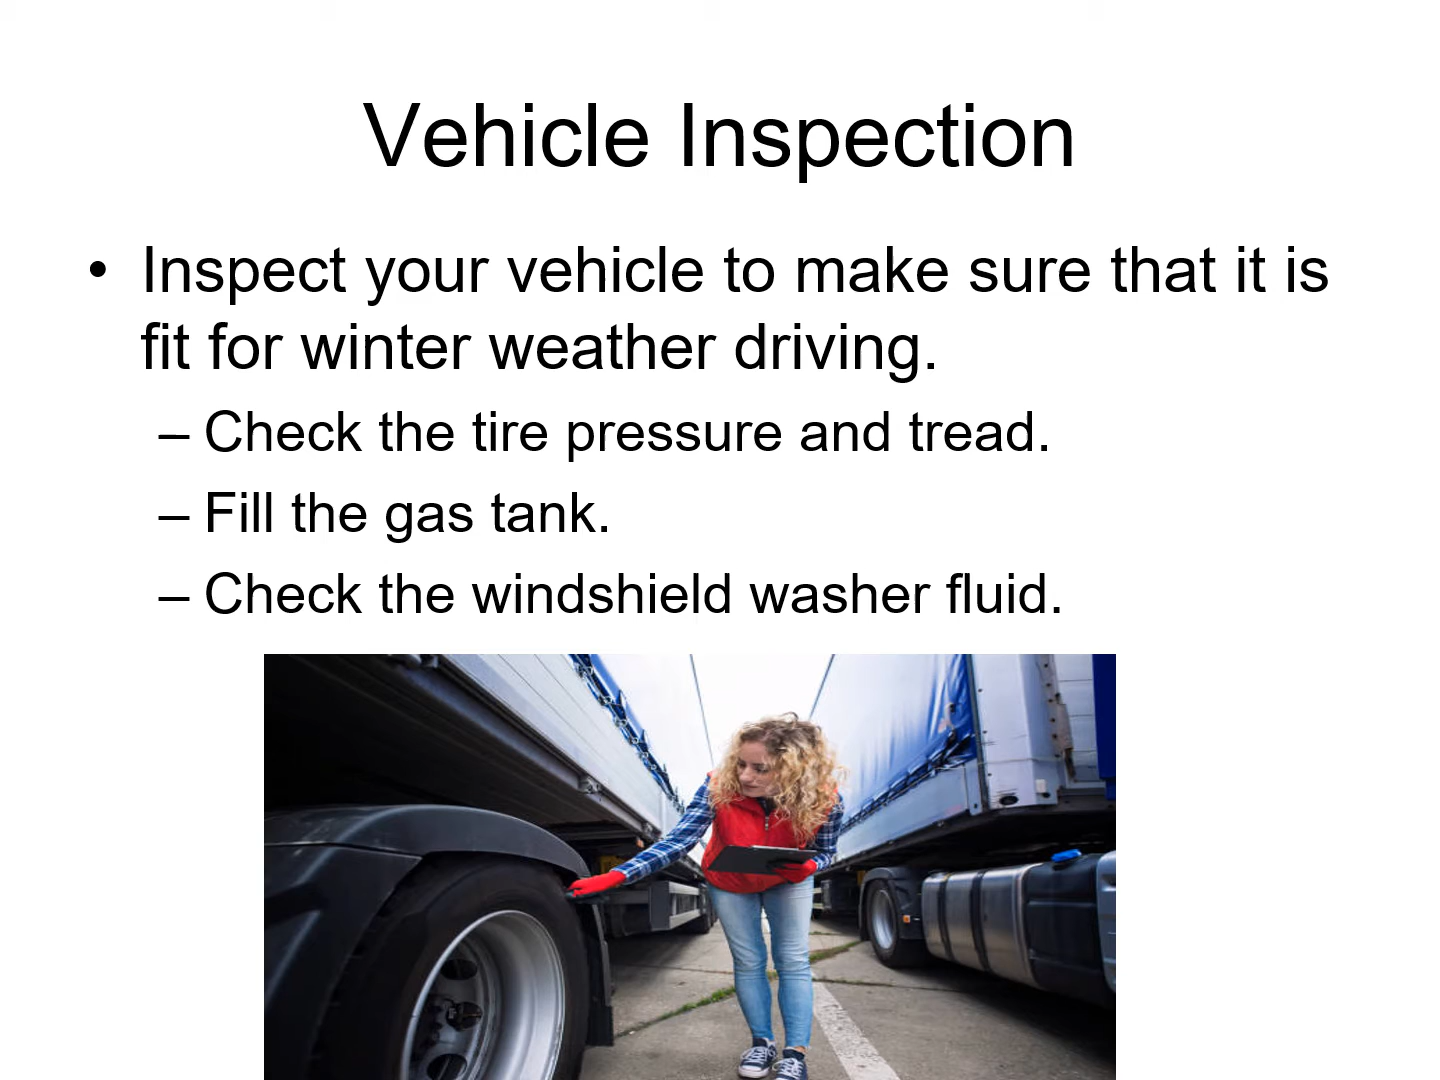 Vehicle Inspection
• Inspect your vehicle to make sure that it is
fit for winter weather driving.
– Check the tire pressure and tread.
– Fill the gas tank.
– Check the windshield washer fluid.